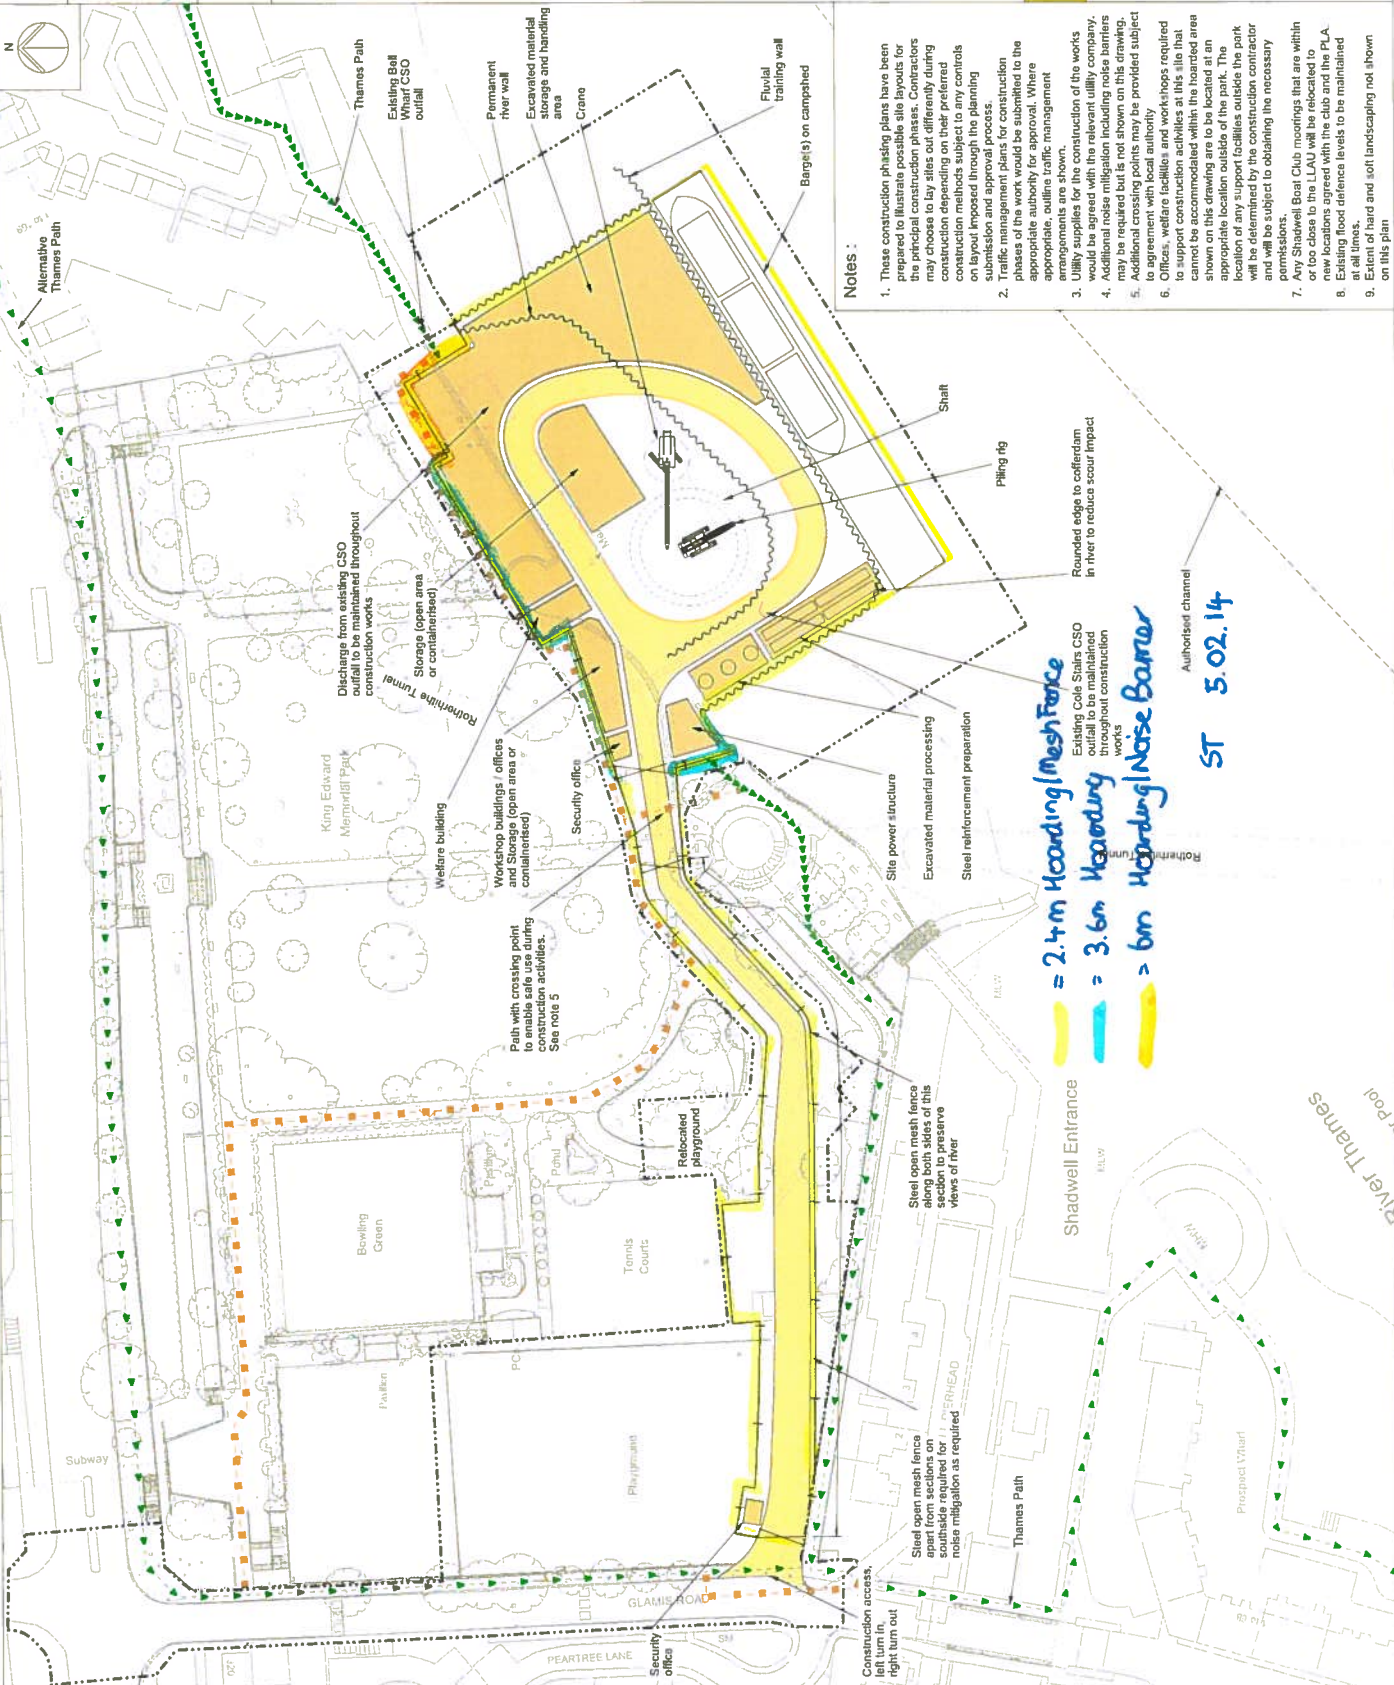 N
Alternative
Thames Path
Thames Path
Existing Bell
Wharf CSO
outfall
Permanent
river wall
Excavated material
storage and handling
area
Crane
Fluvial
training wall
Barge(s) on campshed
Discharge from existing CSO
outfall to be maintained throughout
construction works
Storage (open area
or containerised)
Rotherhithe Tunnel
King Edward
Memorial Park
Welfare building
Workshop buildings / offices
and Storage (open area or
containerised)
Security office
Path with crossing point
to enable safe use during
construction activities.
See note 5
Shaft
Piling rig
Rounded edge to cofferdam
in river to reduce scour impact
Existing Cole Stairs CSO
outfall to be maintained
throughout construction
works
Authorised channel
Site power structure
Excavated material processing
Steel reinforcement preparation
Relocated
playground
Bowling
Green
Pavilion
Pond
Tennis
Courts
Pavilion
PC
Playground
Subway
Steel open mesh fence
along both sides of this
section to preserve
views of river
Steel open mesh fence
apart from sections on
southside required for
noise mitigation as required
Thames Path
Construction access,
left turn in,
right turn out
Security
office
GLAMIS ROAD
PEARTREE LANE
SM
Shadwell Entrance
MLW
MLW
River Thames
Prospect Wharf
Notes :
1. These construction phasing plans have been
prepared to illustrate possible site layouts for
the principal construction phases. Contractors
may choose to lay sites out differently during
construction depending on their preferred
construction methods subject to any controls
on layout imposed through the planning
submission and approval process.
2. Traffic management plans for construction
phases of the work would be submitted to the
appropriate authority for approval. Where
appropriate, outline traffic management
arrangements are shown.
3. Utility supplies for the construction of the works
would be agreed with the relevant utility company.
4. Additional noise mitigation including noise barriers
may be required but is not shown on this drawing.
5. Additional crossing points may be provided subject
to agreement with local authority
6. Offices, welfare facilities and workshops required
to support construction activities at this site that
cannot be accommodated within the hoarded area
shown on this drawing are to be located at an
appropriate location outside of the park. The
location of any support facilities outside the park
will be determined by the construction contractor
and will be subject to obtaining the necessary
permissions.
7. Any Shadwell Boat Club moorings that are within
or too close to the LLAU will be relocated to
new locations agreed with the club and the PLA.
8. Existing flood defence levels to be maintained
at all times.
9. Extent of hard and soft landscaping not shown
on this plan
= 2.4m Hoarding/Mesh Fence
= 3.6m Hoarding
= 6m Hoarding/Noise Barrier
ST 5.02.14